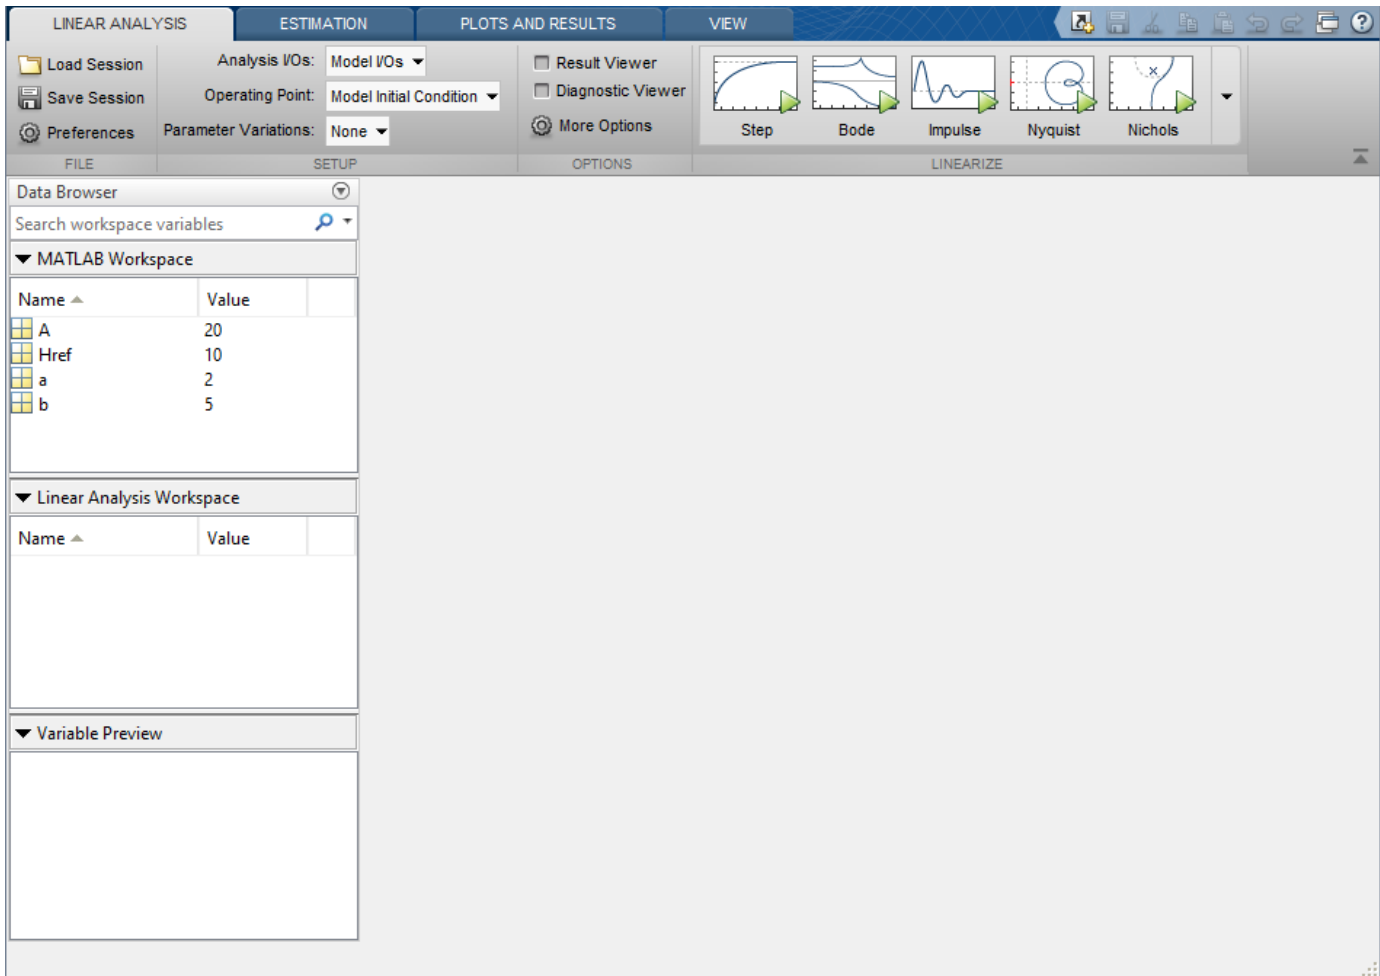 LINEAR ANALYSIS ESTIMATION PLOTS AND RESULTS VIEW
Load Session
Save Session
Preferences
FILE
Analysis I/Os: Model I/Os
Operating Point: Model Initial Condition
Parameter Variations: None
SETUP
Result Viewer
Diagnostic Viewer
More Options
OPTIONS
Step Bode Impulse Nyquist Nichols
LINEARIZE
Data Browser
Search workspace variables
MATLAB Workspace
Name Value
A 20
Href 10
a 2
b 5
Linear Analysis Workspace
Name Value
Variable Preview